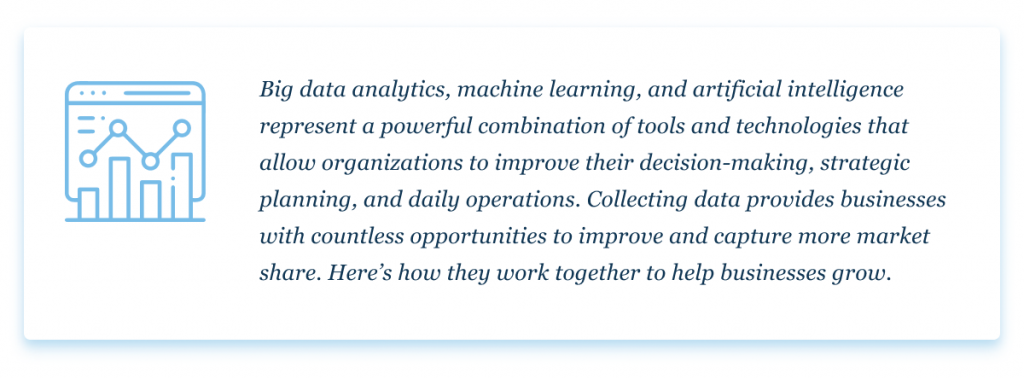 Big data analytics, machine learning, and artificial intelligence
represent a powerful combination of tools and technologies that
allow organizations to improve their decision-making, strategic
planning, and daily operations. Collecting data provides businesses
with countless opportunities to improve and capture more market
share. Here’s how they work together to help businesses grow.